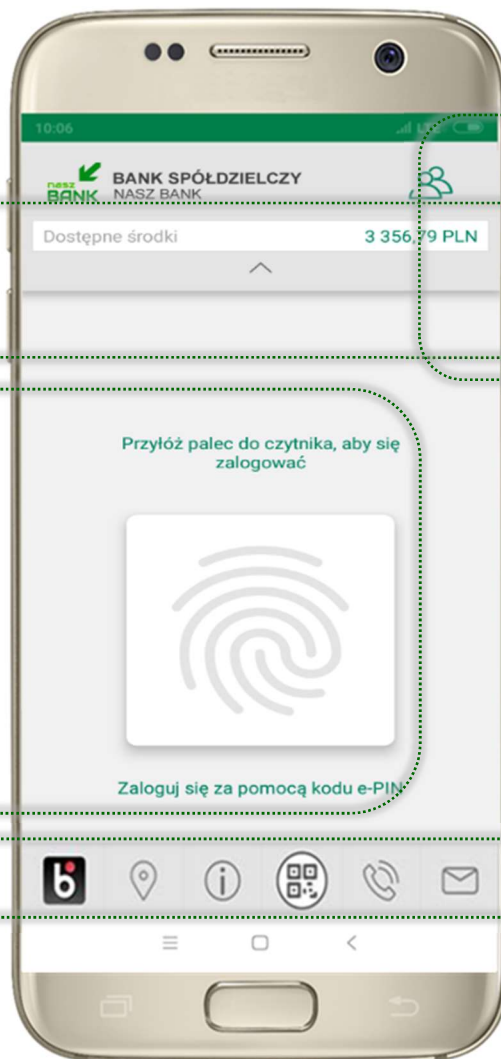 10:06
LTE
nasz
BANK
BANK SPÓŁDZIELCZY
NASZ BANK
Dostępne środki
3 356,79 PLN
Przyłóż palec do czytnika, aby się
zalogować
Zaloguj się za pomocą kodu e-PIN
b
i